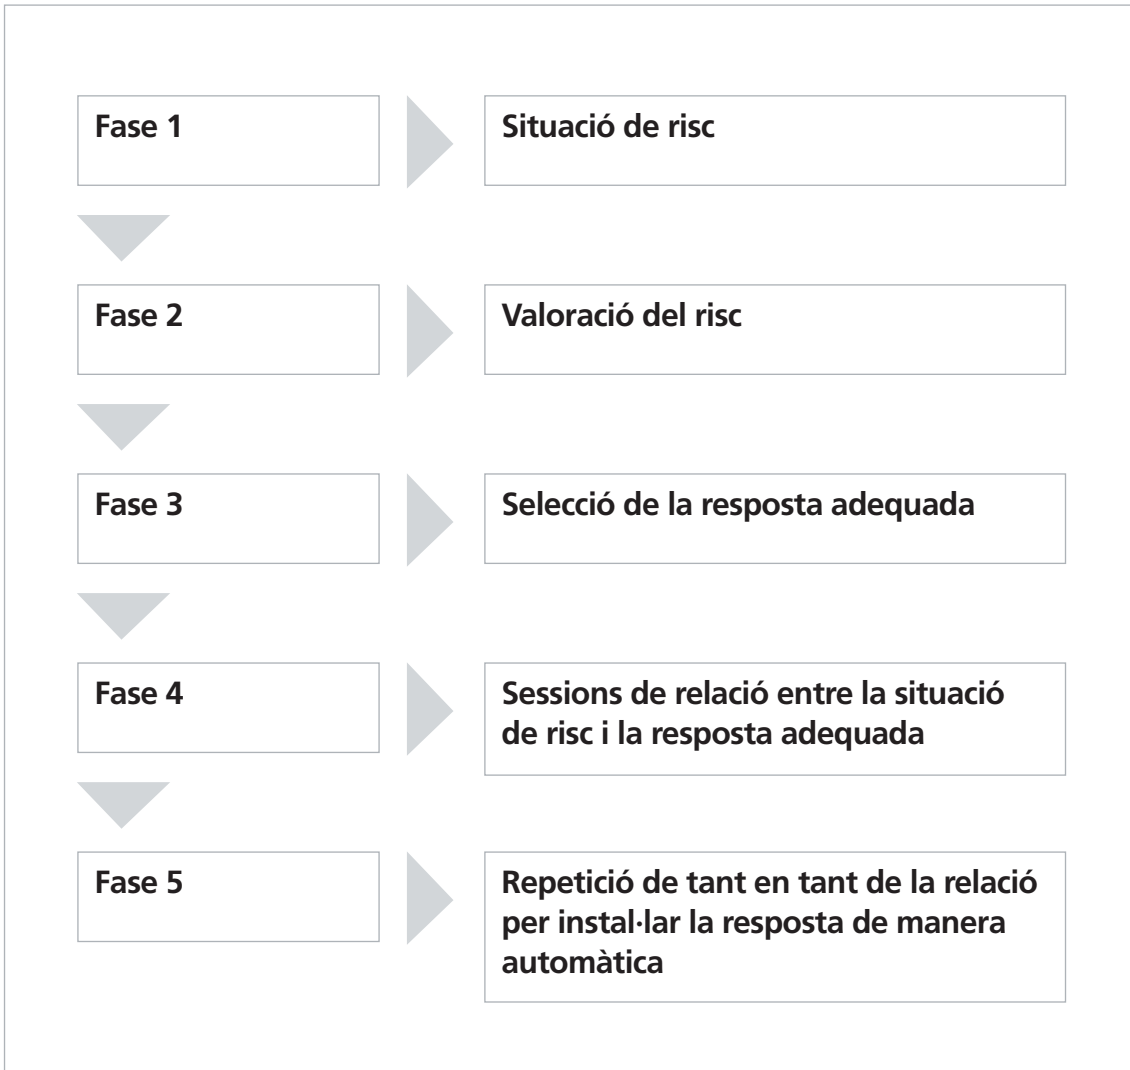 Fase 1
Situació de risc
Fase 2
Valoració del risc
Fase 3
Selecció de la resposta adequada
Fase 4
Sessions de relació entre la situació
de risc i la resposta adequada
Fase 5
Repetició de tant en tant de la relació
per instal·lar la resposta de manera
automàtica